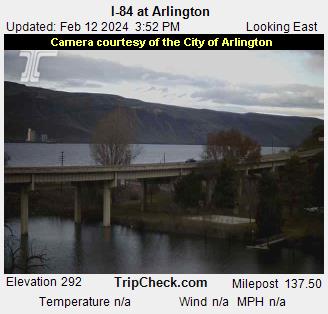 I-84 at Arlington
Updated: Feb 12 2024 3:52 PM Looking East
Camera courtesy of the City of Arlington
Elevation 292 TripCheck.com Milepost 137.50
Temperature n/a Wind n/a MPH n/a